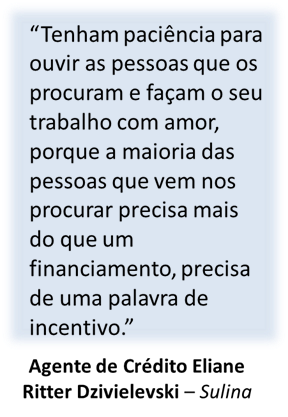 “Tenham paciência para
ouvir as pessoas que os
procuram e façam o seu
trabalho com amor,
porque a maioria das
pessoas que vem nos
procurar precisa mais
do que um
financiamento, precisa
de uma palavra de
incentivo.”
Agente de Crédito Eliane
Ritter Dzivielevski – Sulina